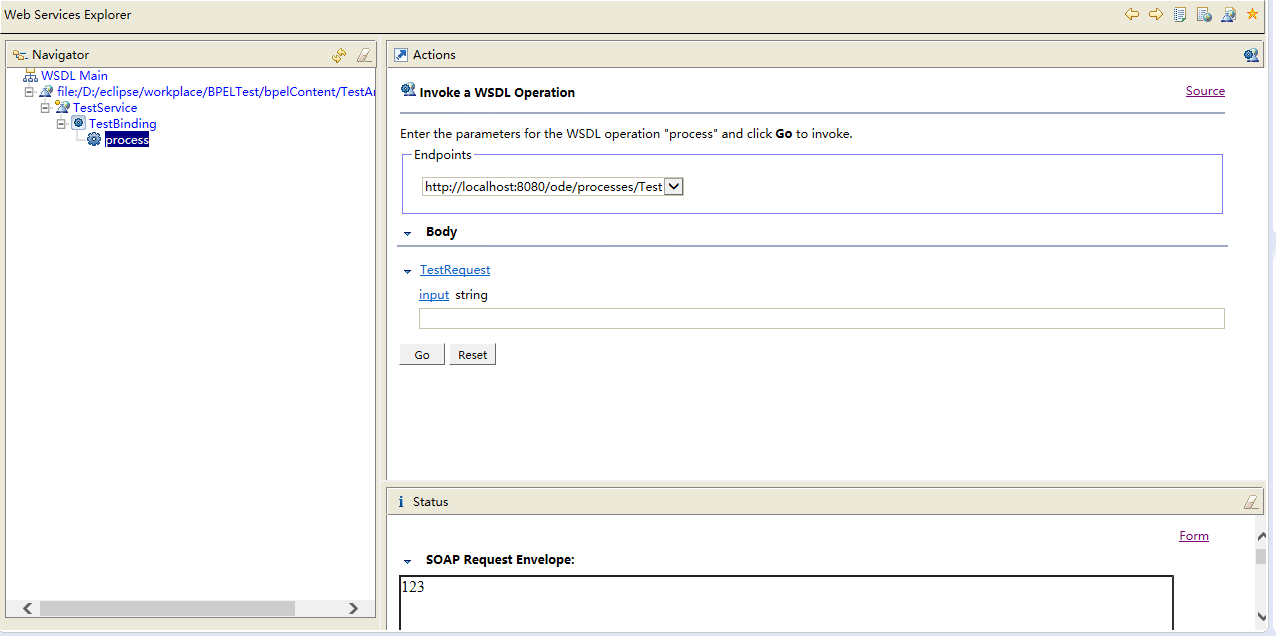 Web Services Explorer
Navigator
WSDL Main
file:/D:/eclipse/workplace/BPELTest/bpelContent/TestAr
TestService
TestBinding
process
Actions
Invoke a WSDL Operation
Source
Enter the parameters for the WSDL operation "process" and click Go to invoke.
Endpoints
http://localhost:8080/ode/processes/Test
Body
TestRequest
input string
Go Reset
Status
Form
SOAP Request Envelope:
123